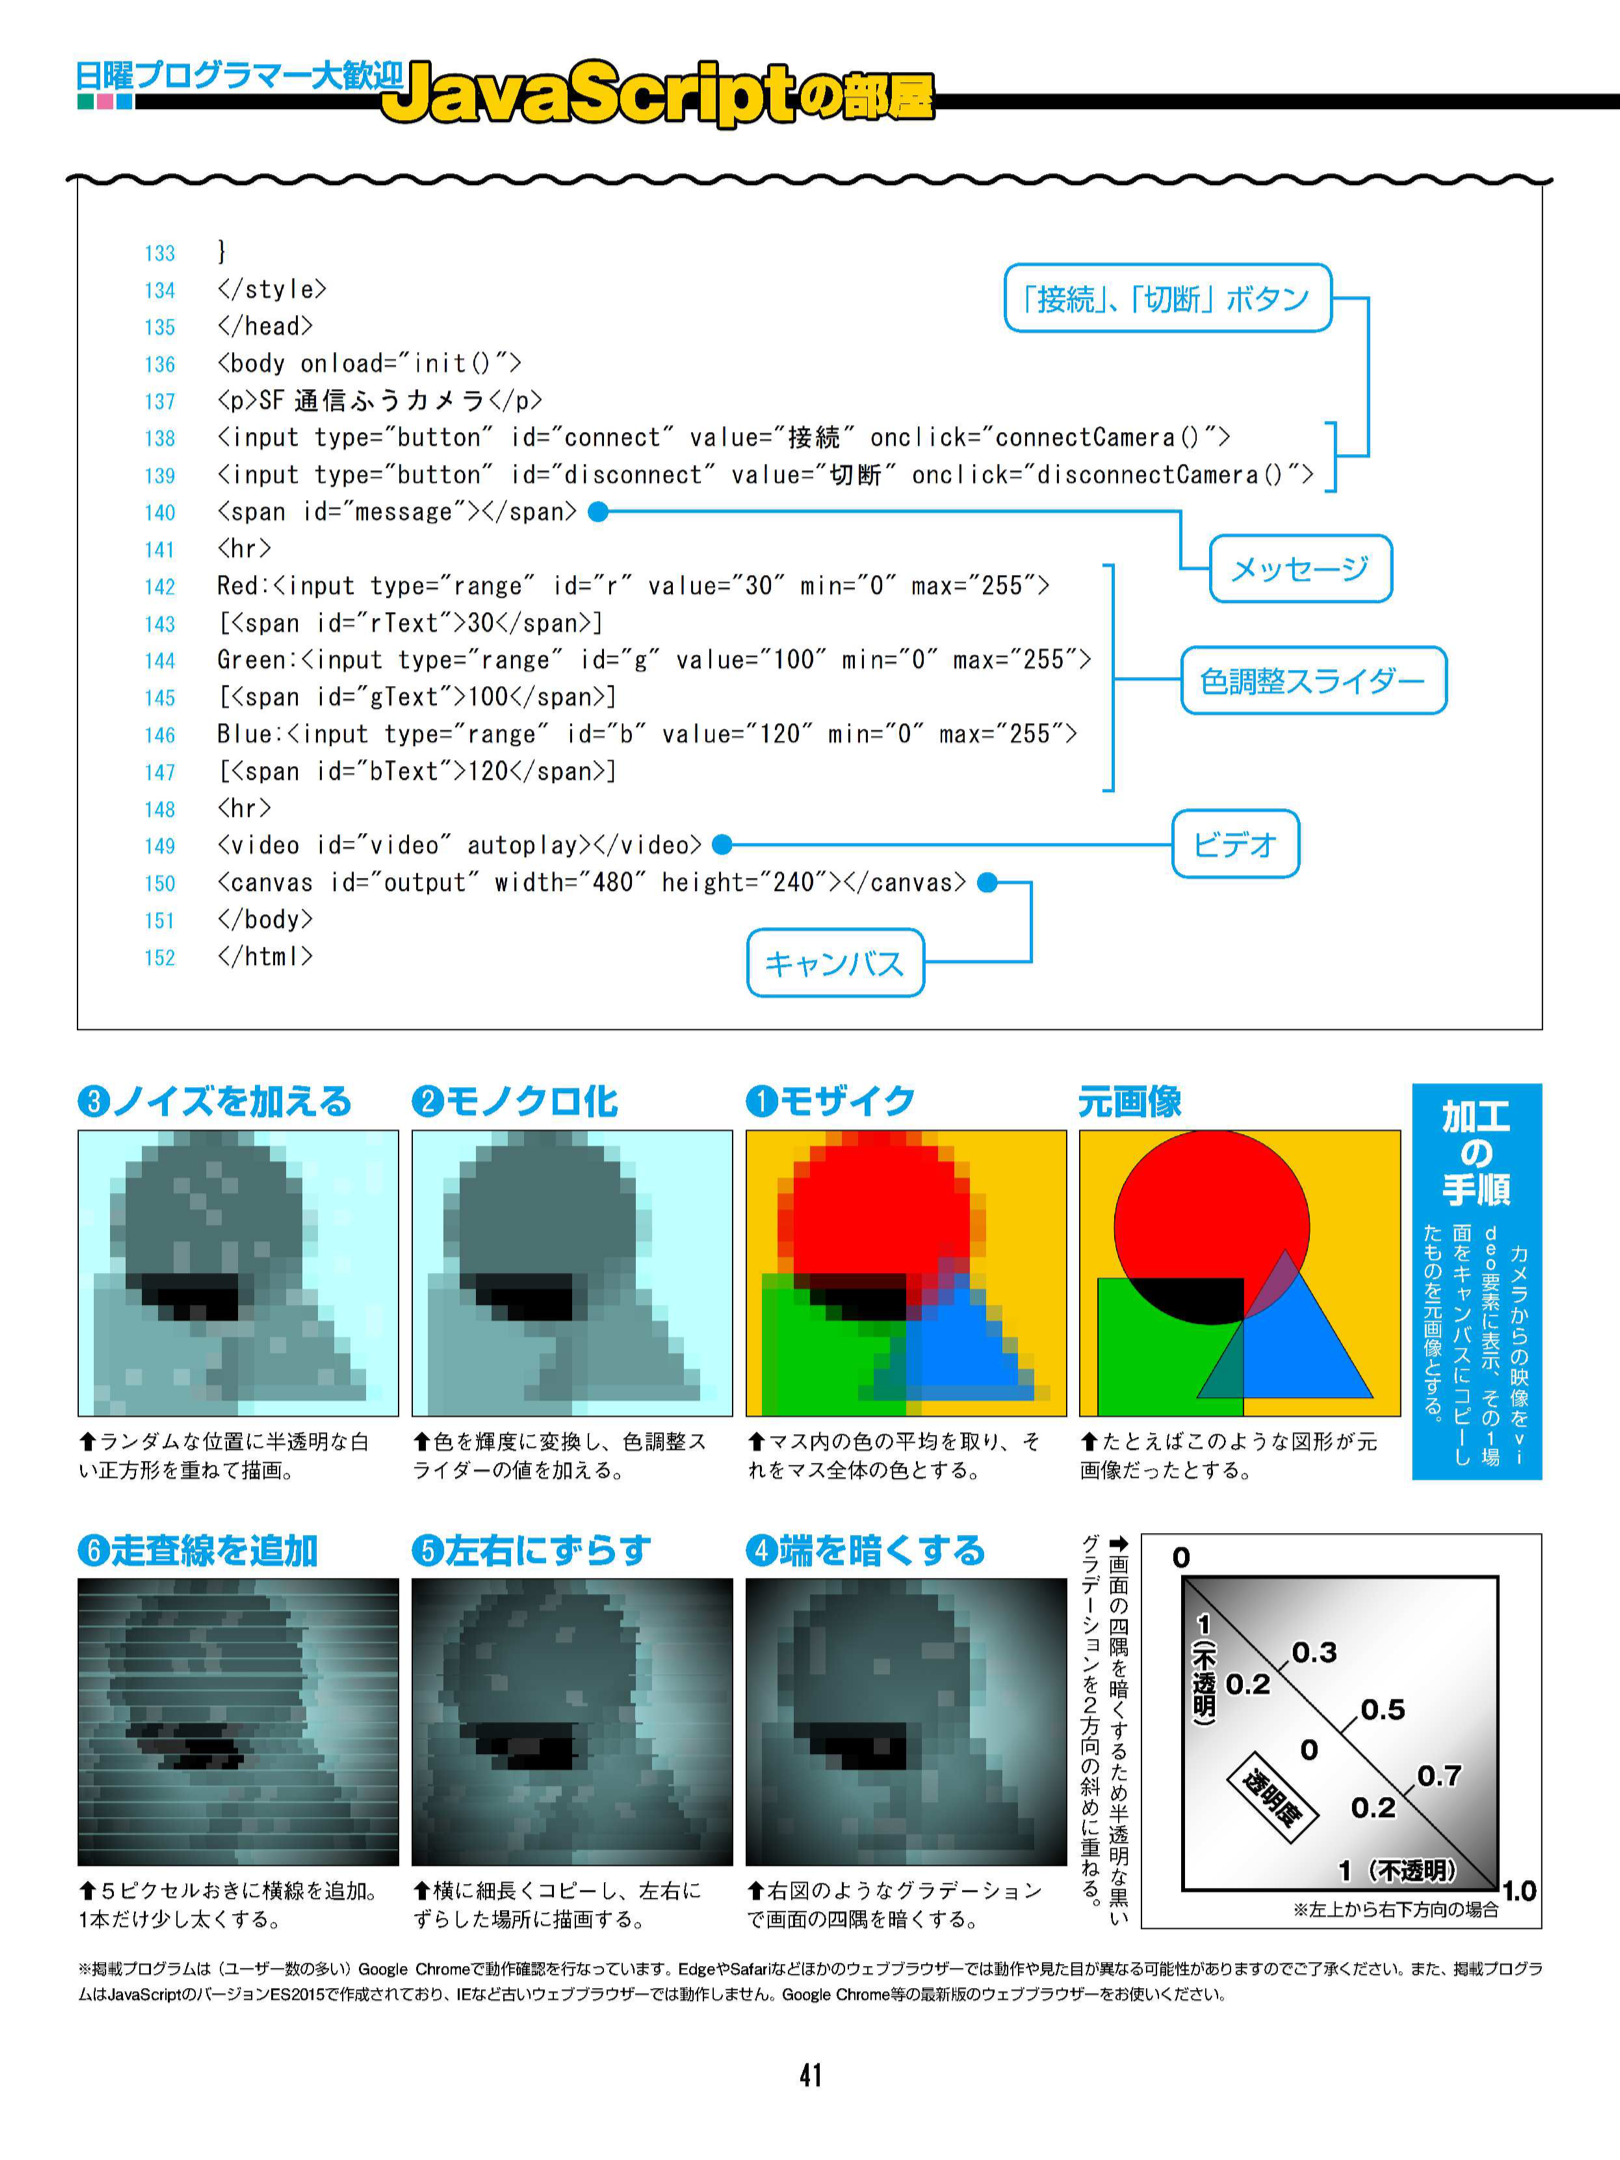 日曜プログラマー大歓迎
JavaScriptの部屋
133 }
134 </style>
135 </head>
136 <body onload="init()">
137 <p>SF 通信ふうカメラ</p>
138 <input type="button" id="connect" value="接続" onclick="connectCamera()">
139 <input type="button" id="disconnect" value="切断" onclick="disconnectCamera()">
140 <span id="message"></span>
141 <hr>
142 Red:<input type="range" id="r" value="30" min="0" max="255">
143 [<span id="rText">30</span>]
144 Green:<input type="range" id="g" value="100" min="0" max="255">
145 [<span id="gText">100</span>]
146 Blue:<input type="range" id="b" value="120" min="0" max="255">
147 [<span id="bText">120</span>]
148 <hr>
149 <video id="video" autoplay></video>
150 <canvas id="output" width="480" height="240"></canvas>
151 </body>
152 </html>
「接続」、「切断」ボタン
メッセージ
色調整スライダー
ビデオ
キャンバス
加工
の
手順
カメラからの映像をvi
deo要素に表示、その1場
面をキャンバスにコピーし
たものを元画像とする。
元画像
⬆たとえばこのような図形が元
画像だったとする。
❶モザイク
⬆マス内の色の平均を取り、そ
れをマス全体の色とする。
❷モノクロ化
⬆色を輝度に変換し、色調整ス
ライダーの値を加える。
❸ノイズを加える
⬆ランダムな位置に半透明な白
い正方形を重ねて描画。
➡画面の四隅を暗くするため半透明な黒い
グラデーションを2方向の斜めに重ねる。
0
1(不透明)
0.3
0.2
0.5
0
0.7
透明度
0.2
1(不透明)
1.0
※左上から右下方向の場合
❹端を暗くする
⬆右図のようなグラデーション
で画面の四隅を暗くする。
❺左右にずらす
⬆横に細長くコピーし、左右に
ずらした場所に描画する。
❻走査線を追加
⬆5ピクセルおきに横線を追加。
1本だけ少し太くする。
※掲載プログラムは（ユーザー数の多い）Google Chromeで動作確認を行なっています。EdgeやSafariなどほかのウェブブラウザーでは動作や見た目が異なる可能性がありますのでご了承ください。また、掲載プログラ
ムはJavaScriptのバージョンES2015で作成されており、IEなど古いウェブブラウザーでは動作しません。Google Chrome等の最新版のウェブブラウザーをお使いください。
41